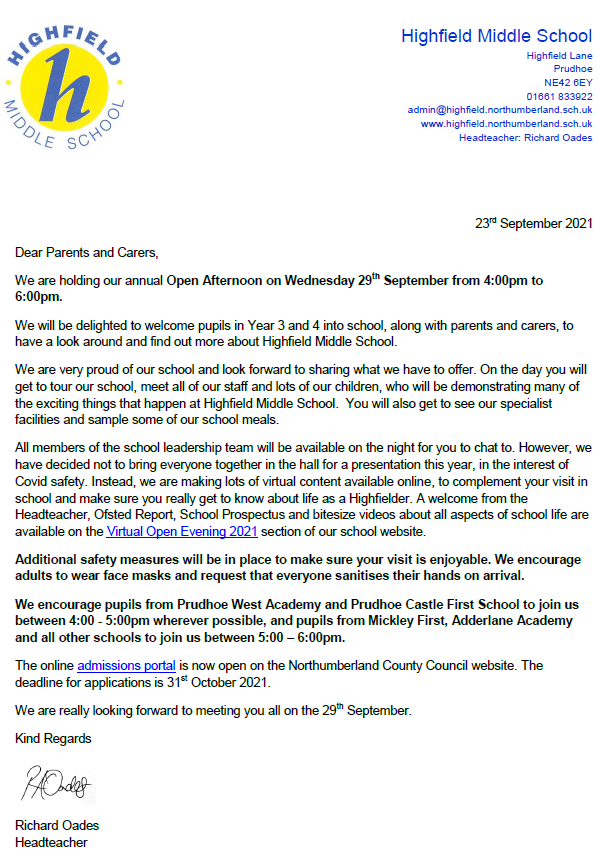 HIGHFIELD
h
MIDDLE SCHOOL
Highfield Middle School
Highfield Lane
Prudhoe
NE42 6EY
01661 833922
admin@highfield.northumberland.sch.uk
www.highfield.northumberland.sch.uk
Headteacher: Richard Oades
23rd September 2021
Dear Parents and Carers,
We are holding our annual Open Afternoon on Wednesday 29th September from 4:00pm to
6:00pm.
We will be delighted to welcome pupils in Year 3 and 4 into school, along with parents and carers, to
have a look around and find out more about Highfield Middle School.
We are very proud of our school and look forward to sharing what we have to offer. On the day you will
get to tour our school, meet all of our staff and lots of our children, who will be demonstrating many of
the exciting things that happen at Highfield Middle School.  You will also get to see our specialist
facilities and sample some of our school meals.
All members of the school leadership team will be available on the night for you to chat to. However, we
have decided not to bring everyone together in the hall for a presentation this year, in the interest of
Covid safety. Instead, we are making lots of virtual content available online, to complement your visit in
school and make sure you really get to know about life as a Highfielder. A welcome from the
Headteacher, Ofsted Report, School Prospectus and bitesize videos about all aspects of school life are
available on the Virtual Open Evening 2021 section of our school website.
Additional safety measures will be in place to make sure your visit is enjoyable. We encourage
adults to wear face masks and request that everyone sanitises their hands on arrival.
We encourage pupils from Prudhoe West Academy and Prudhoe Castle First School to join us
between 4:00 - 5:00pm wherever possible, and pupils from Mickley First, Adderlane Academy
and all other schools to join us between 5:00 – 6:00pm.
The online admissions portal is now open on the Northumberland County Council website. The
deadline for applications is 31st October 2021.
We are really looking forward to meeting you all on the 29th September.
Kind Regards
RAOades
Richard Oades
Headteacher